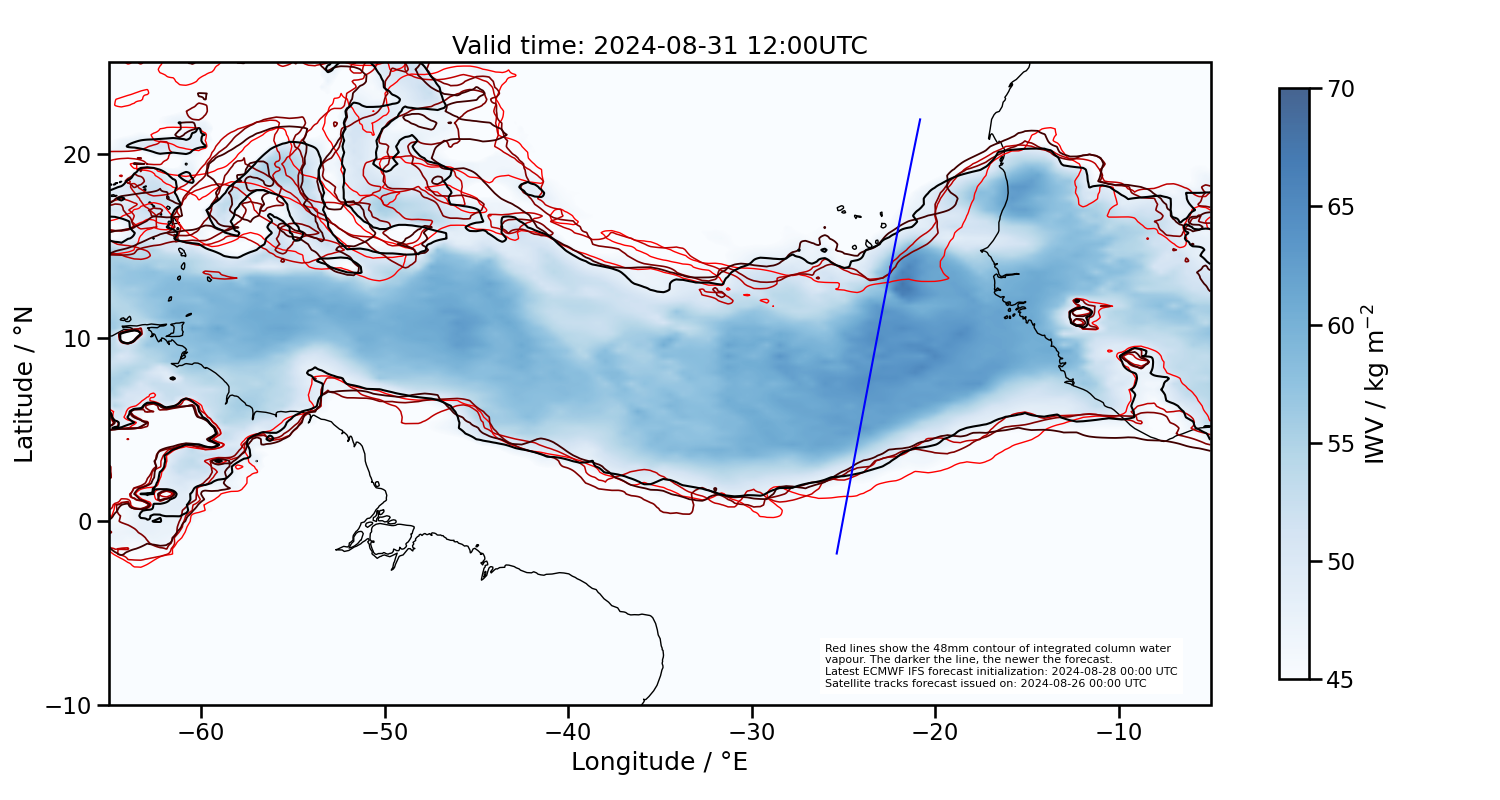 Valid time: 2024-08-31 12:00UTC
Latitude / °N
20
10
0
−10
−60
−50
−40
−30
−20
−10
Longitude / °E
Red lines show the 48mm contour of integrated column water
vapour. The darker the line, the newer the forecast.
Latest ECMWF IFS forecast initialization: 2024-08-28 00:00 UTC
Satellite tracks forecast issued on: 2024-08-26 00:00 UTC
70
65
60
55
50
45
IWV / kg m⁻²